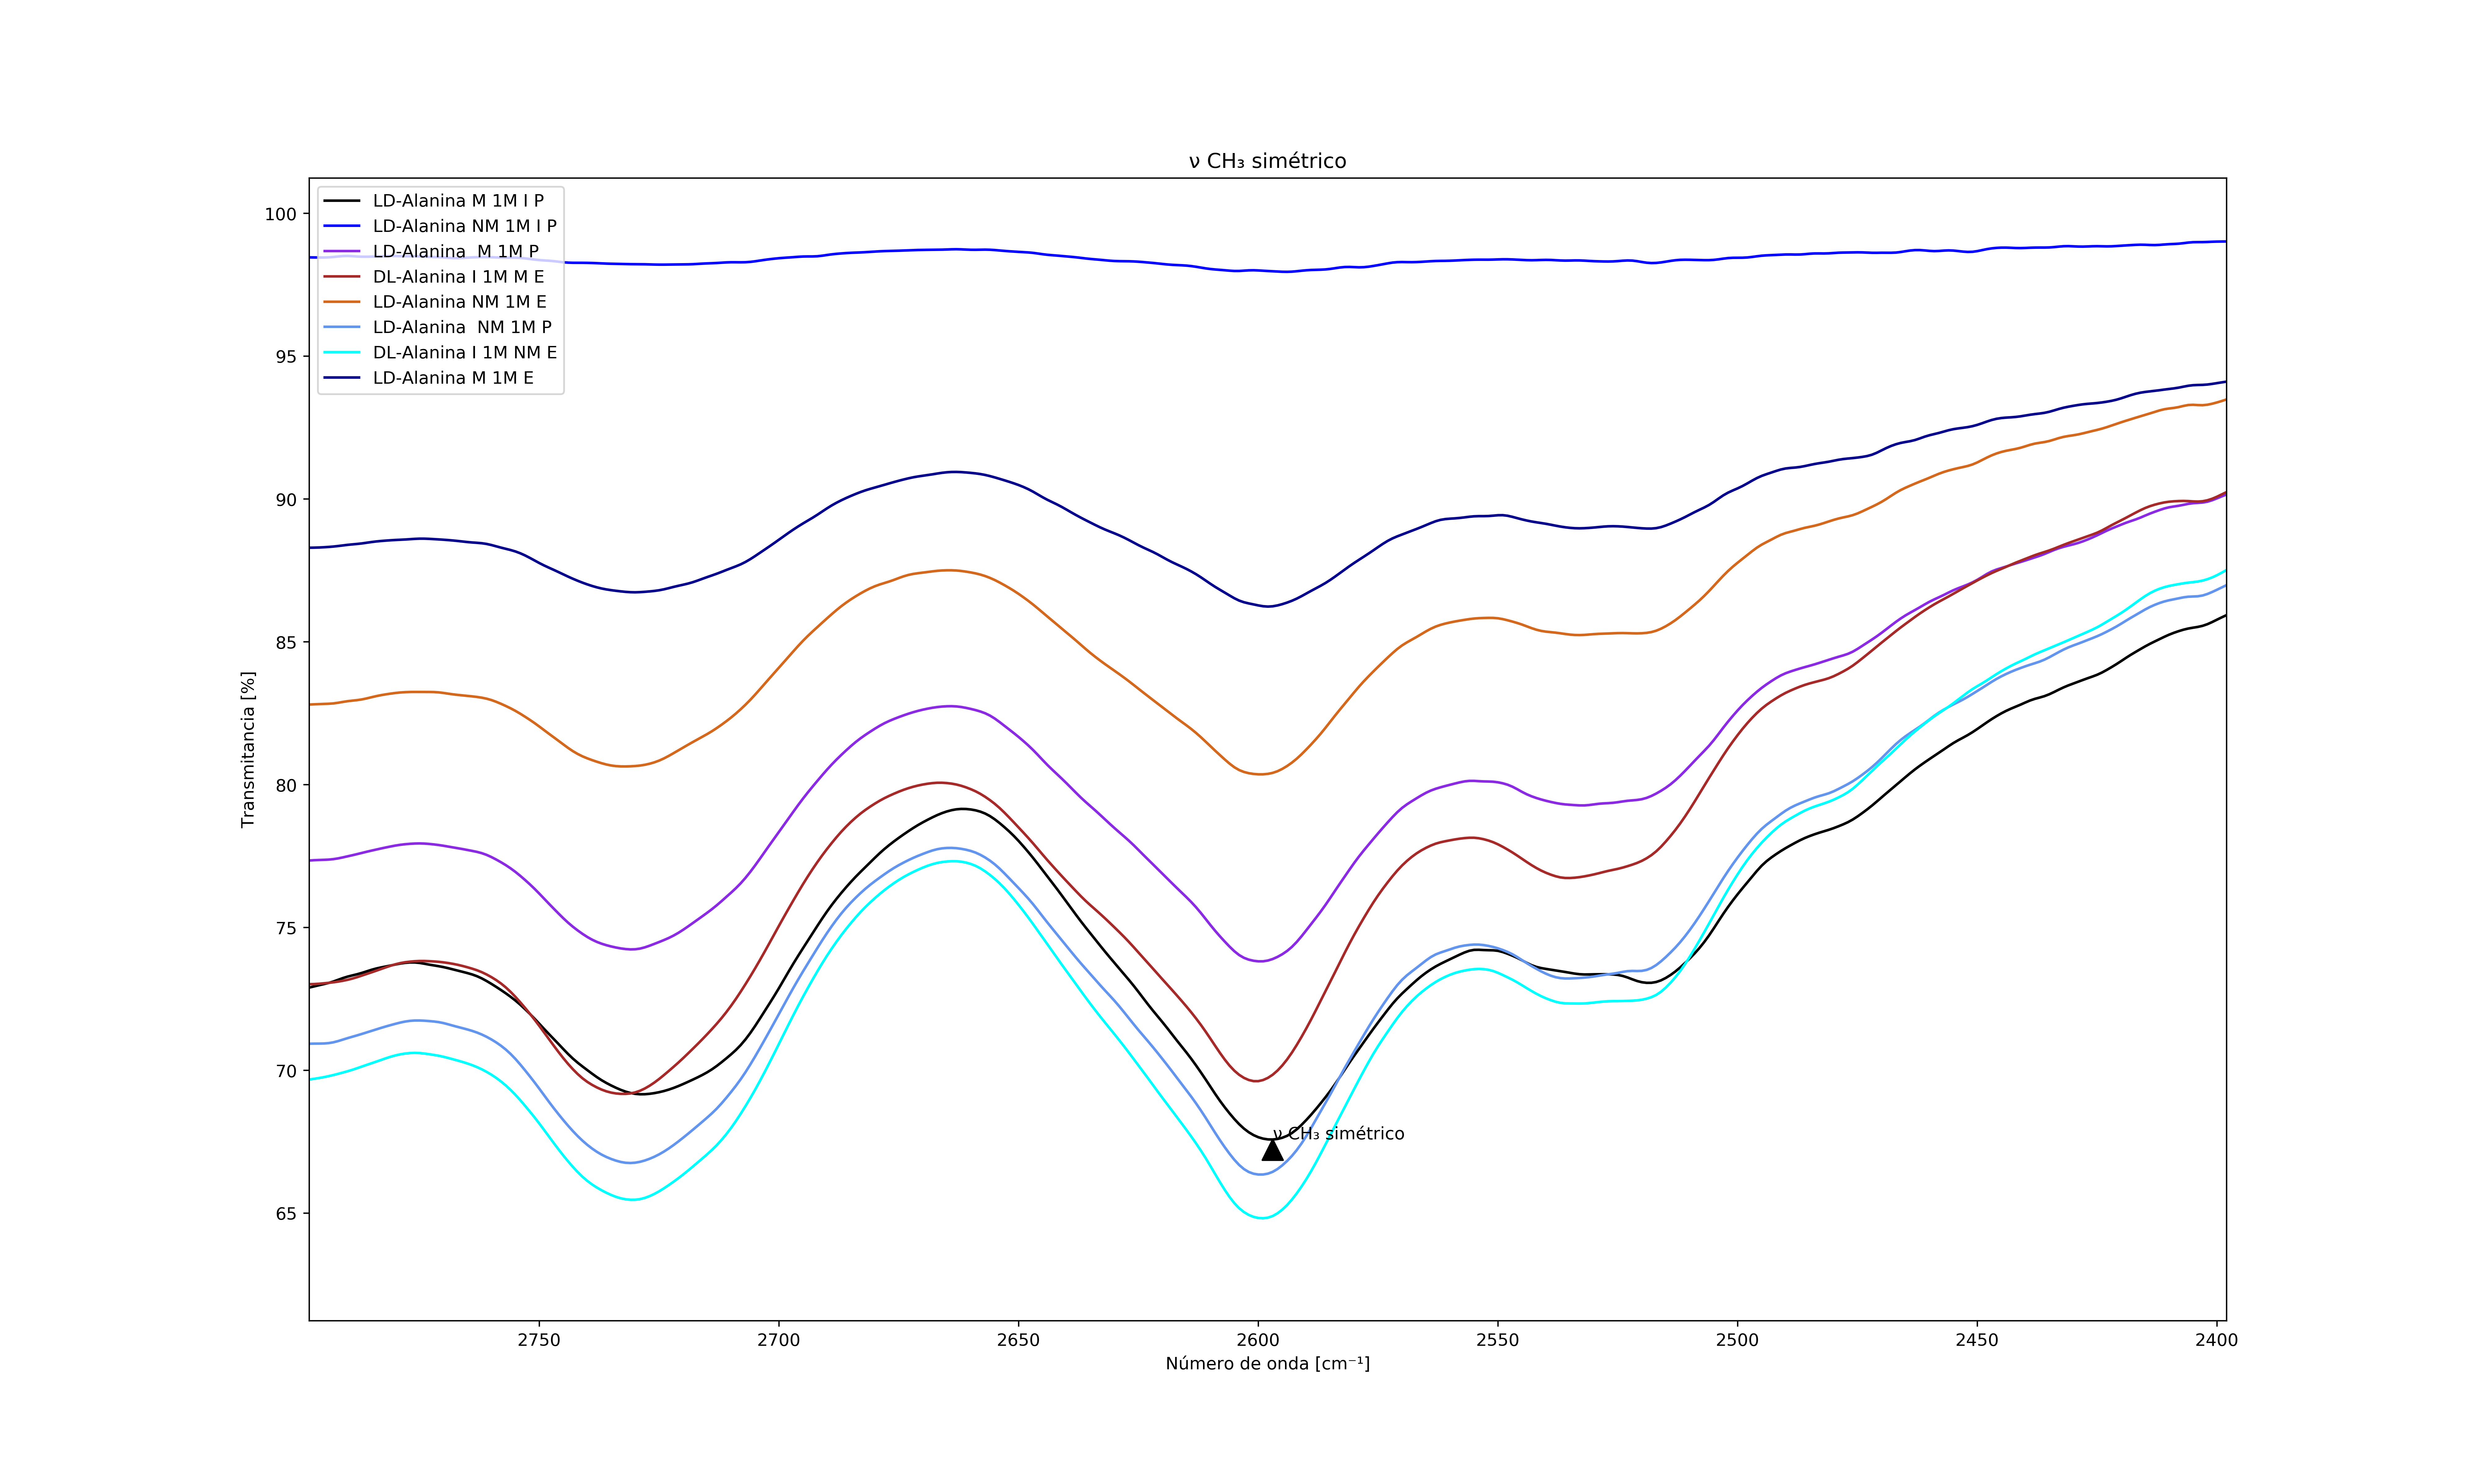 ν CH₃ simétrico
100
95
90
85
80
75
70
65
Transmitancia [%]
LD-Alanina M 1M I P
LD-Alanina NM 1M I P
LD-Alanina  M 1M P
DL-Alanina I 1M M E
LD-Alanina NM 1M E
LD-Alanina  NM 1M P
DL-Alanina I 1M NM E
LD-Alanina M 1M E
ν CH₃ simétrico
2750 2700 2650 2600 2550 2500 2450 2400
Número de onda [cm⁻¹]